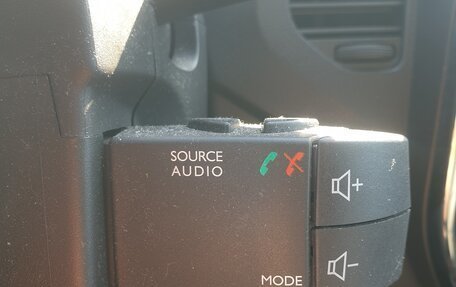 SOURCE
AUDIO
+
MODE
-